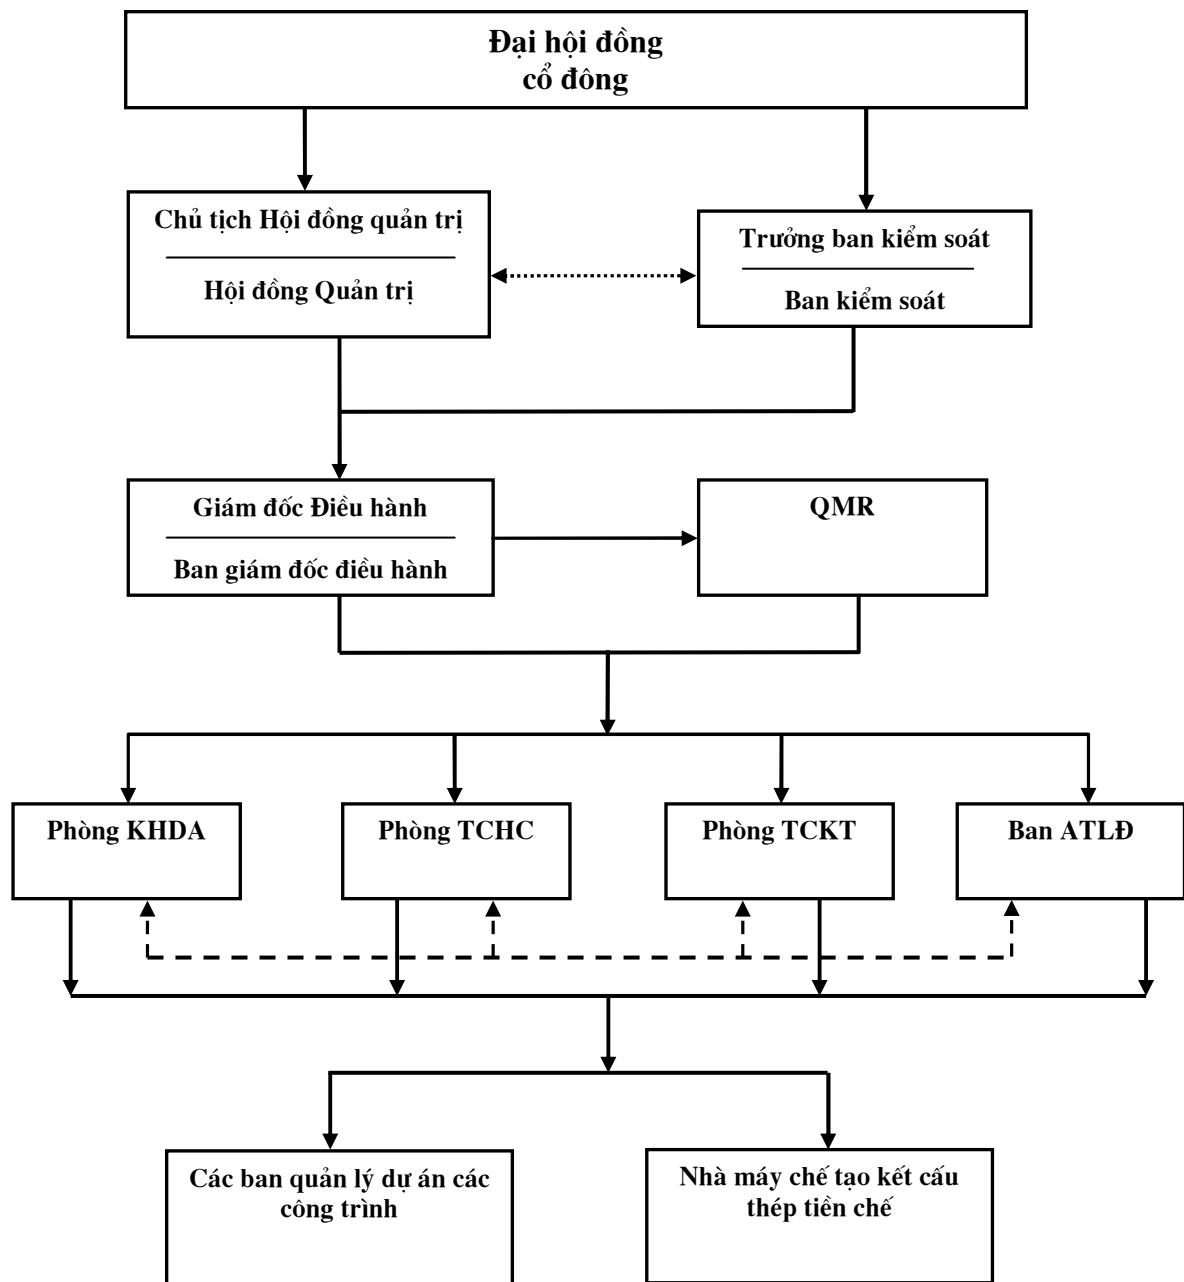 Đại hội đồng
cổ đông
Chủ tịch Hội đồng quản trị
Hội đồng Quản trị
Trưởng ban kiểm soát
Ban kiểm soát
Giám đốc Điều hành
Ban giám đốc điều hành
QMR
Phòng KHDA
Phòng TCHC
Phòng TCKT
Ban ATLĐ
Các ban quản lý dự án các
công trình
Nhà máy chế tạo kết cấu
thép tiền chế